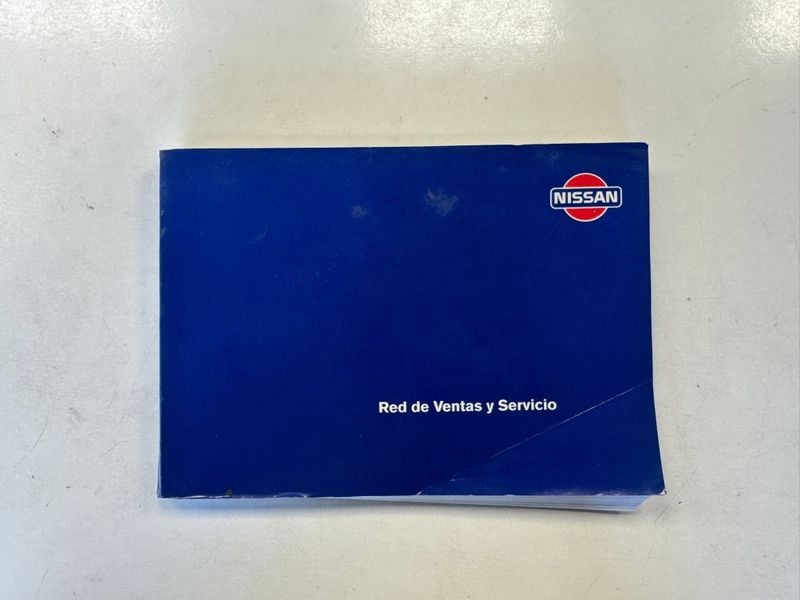 NISSAN
Red de Ventas y Servicio